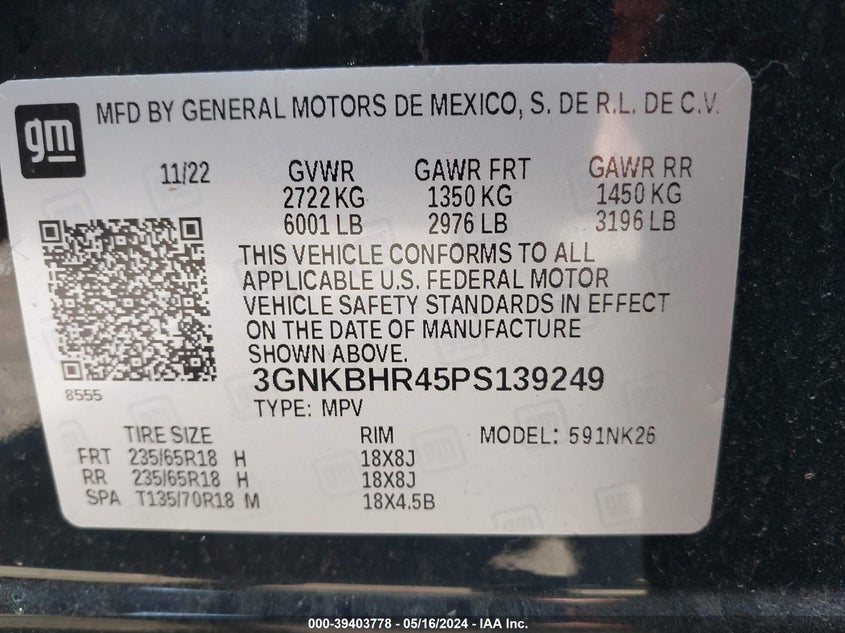 gm
MFD BY GENERAL MOTORS DE MEXICO, S. DE R.L. DE C.V.
11/22 GVWR GAWR FRT GAWR RR
2722 KG 1350 KG 1450 KG
6001 LB 2976 LB 3196 LB
THIS VEHICLE CONFORMS TO ALL
APPLICABLE U.S. FEDERAL MOTOR
VEHICLE SAFETY STANDARDS IN EFFECT
ON THE DATE OF MANUFACTURE
SHOWN ABOVE.
8555
3GNKBHR45PS139249
TYPE: MPV
TIRE SIZE RIM MODEL: 591NK26
FRT 235/65R18 H 18X8J
RR 235/65R18 H 18X8J
SPA T135/70R18 M 18X4.5B
000-39403778 - 05/16/2024 - IAA Inc.